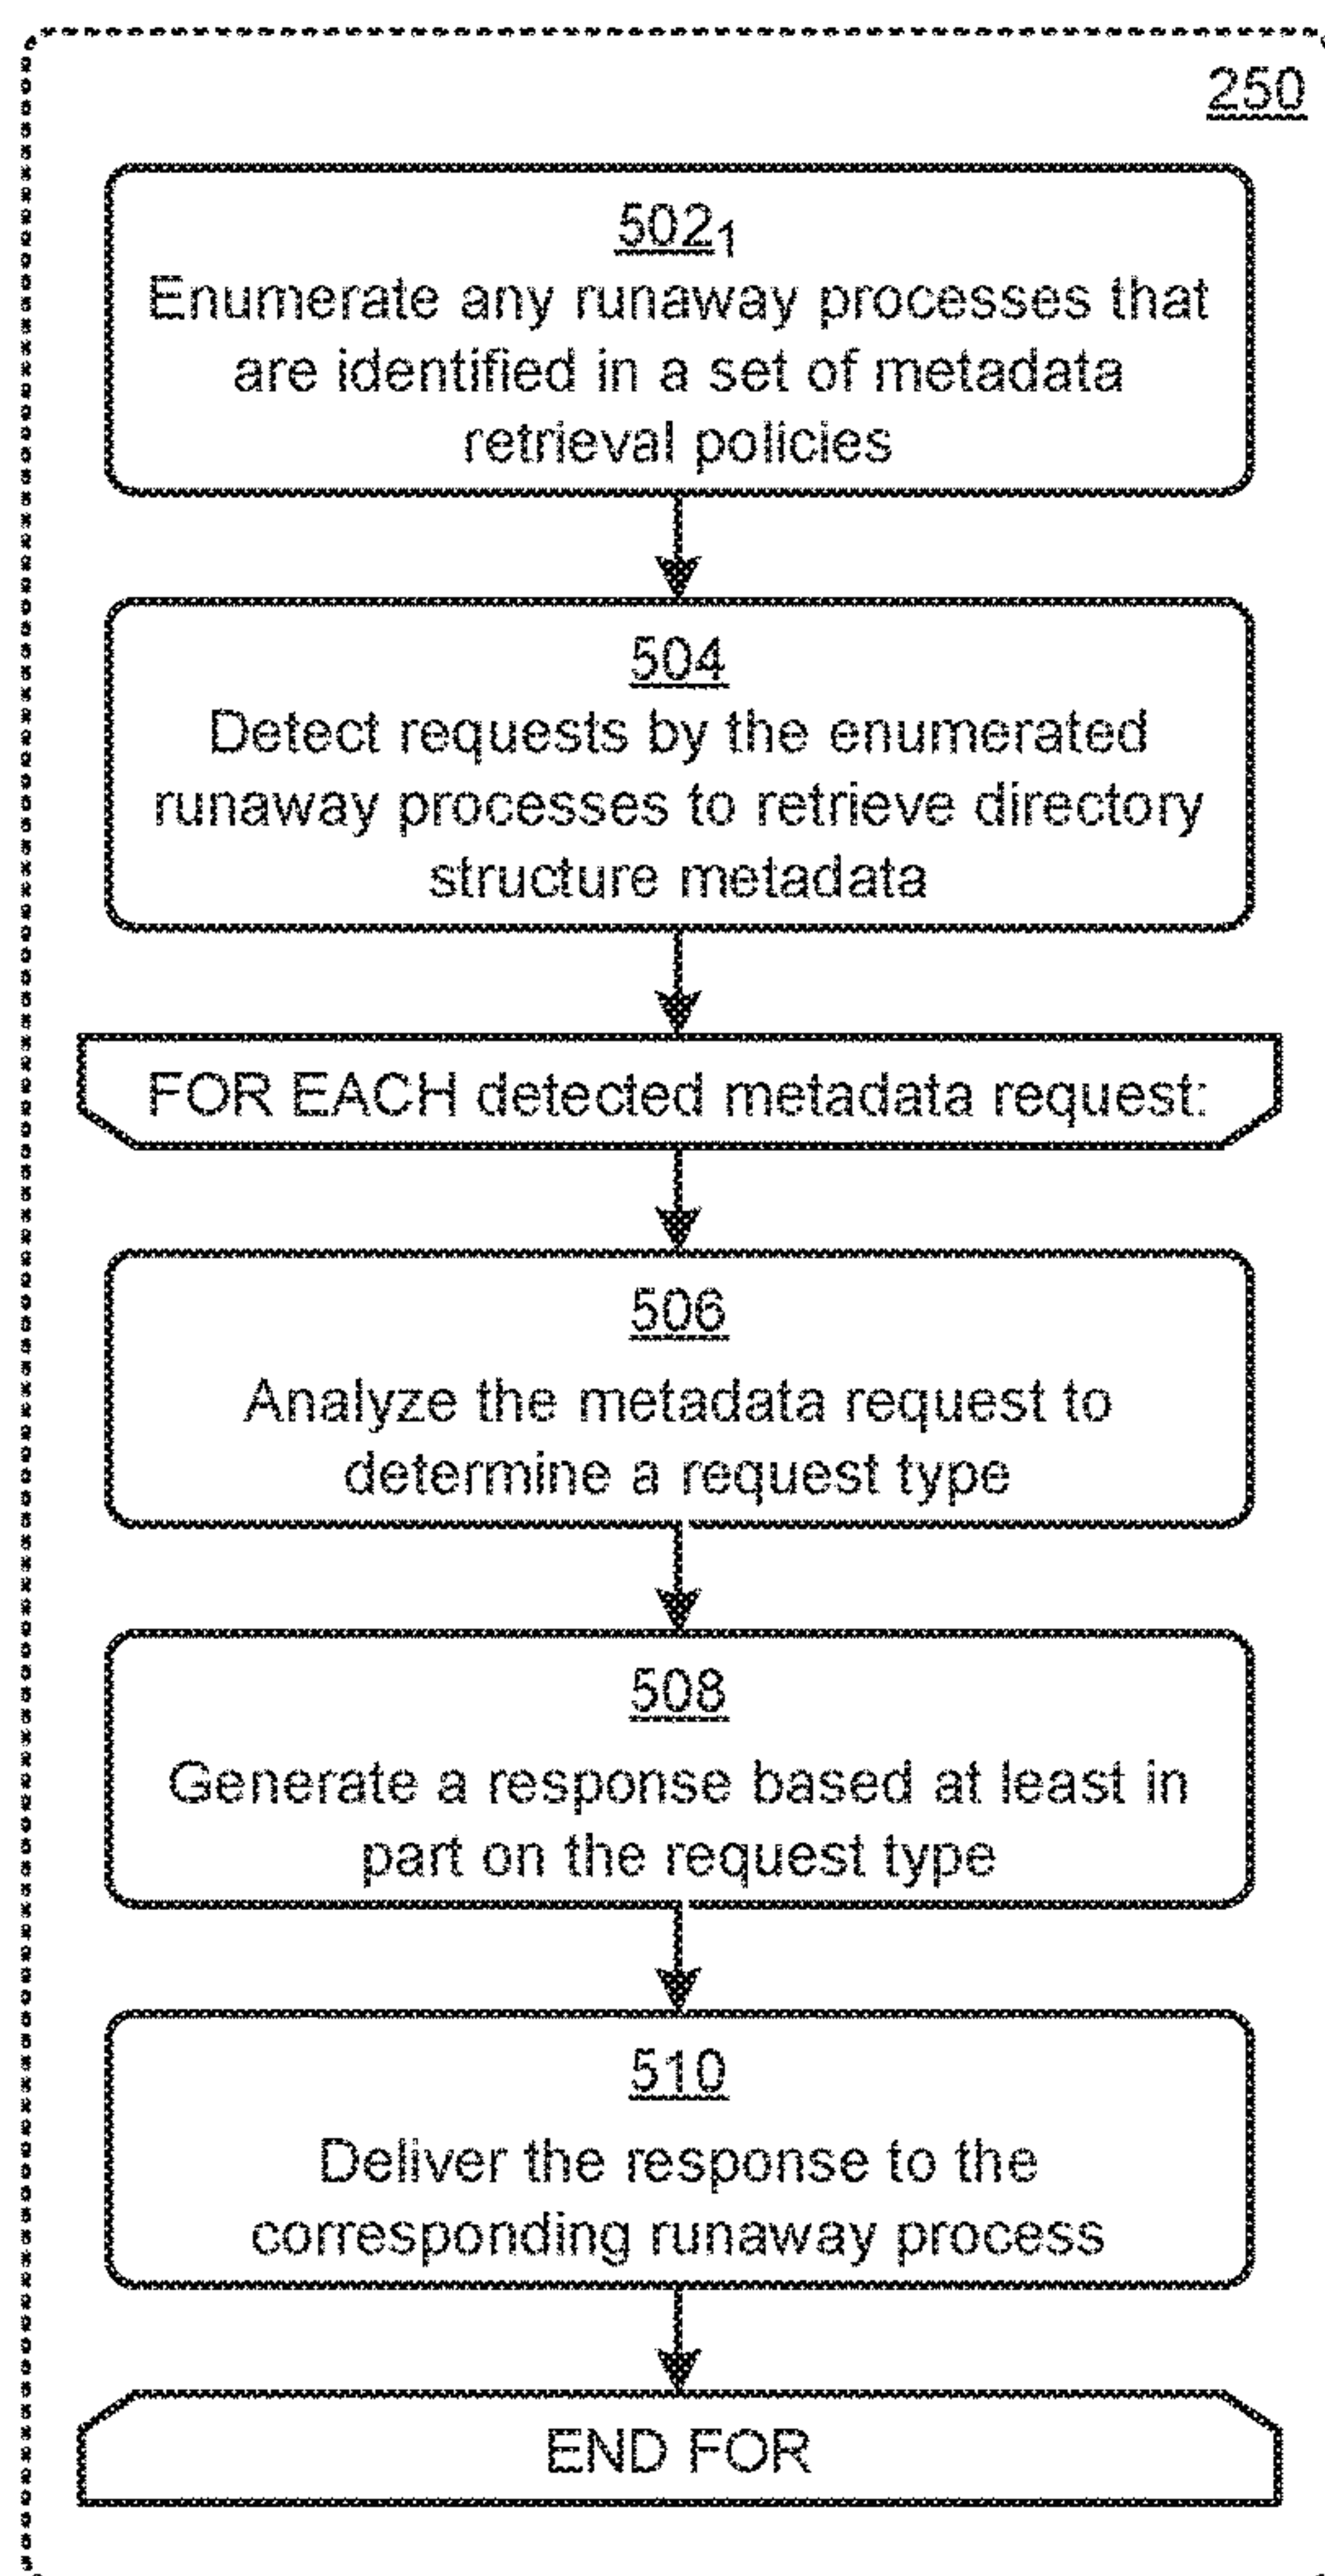 250
502₁
Enumerate any runaway processes that
are identified in a set of metadata
retrieval policies
504
Detect requests by the enumerated
runaway processes to retrieve directory
structure metadata
FOR EACH detected metadata request:
506
Analyze the metadata request to
determine a request type
508
Generate a response based at least in
part on the request type
510
Deliver the response to the
corresponding runaway process
END FOR